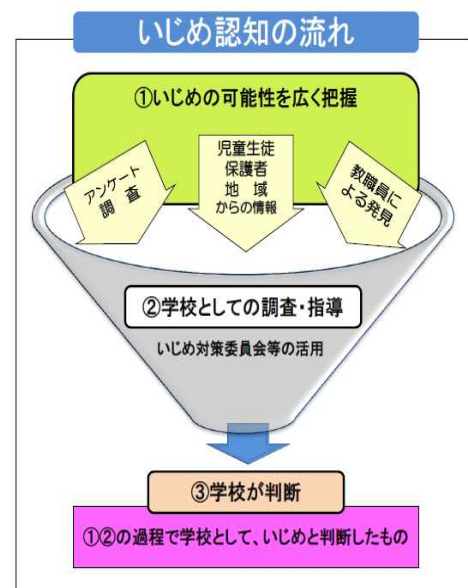 いじめ認知の流れ
①いじめの可能性を広く把握
アンケート
調　査
児童生徒
保護者
地　域
からの情報
教職員に
よる発見
②学校としての調査・指導
いじめ対策委員会等の活用
③学校が判断
①②の過程で学校として、いじめと判断したもの